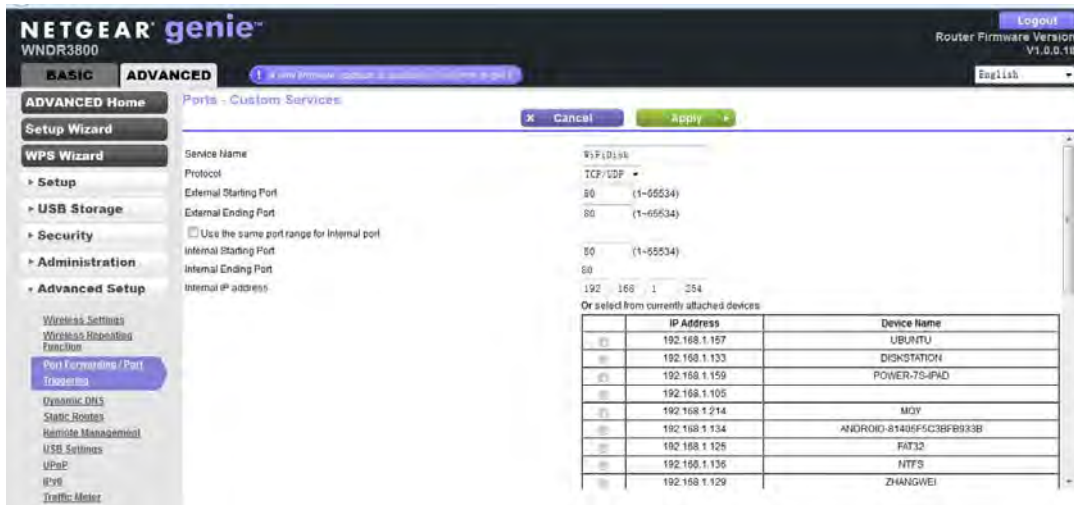 NETGEAR genie™
WNDR3800
Logout
Router Firmware Version
V1.0.0.18
BASIC ADVANCED
English
ADVANCED Home
Setup Wizard
WPS Wizard
Setup
USB Storage
Security
Administration
Advanced Setup
Wireless Settings
Wireless Repeating
Function
Port Forwarding / Port
Triggering
Dynamic DNS
Static Routes
Remote Management
USB Settings
UPnP
IPv6
Traffic Meter
Ports - Custom Services
X Cancel Apply
Service Name WiFiDisk
Protocol TCP/UDP
External Starting Port 80 (1~65534)
External Ending Port 80 (1~65534)
Use the same port range for Internal port
Internal Starting Port 80 (1~65534)
Internal Ending Port 80
Internal IP address 192 168 1 254
Or select from currently attached devices
IP Address Device Name
192.168.1.157 UBUNTU
192.168.1.133 DISKSTATION
192.168.1.159 POWER-7S-IPAD
192.168.1.105
192.168.1.214 MOY
192.168.1.134 ANDROID-81405F5C3BFB933B
192.168.1.125 FAT32
192.168.1.136 NTFS
192.168.1.129 ZHANGWEI